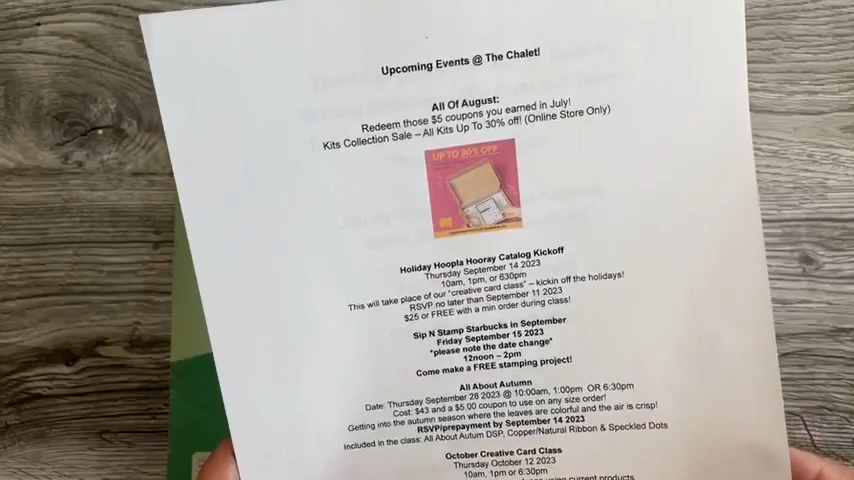 Upcoming Events @ The Chalet!
All Of August:
Redeem those $5 coupons you earned in July!
Kits Collection Sale – All Kits Up To 30% off! (Online Store Only)
UP TO 30% OFF
Holiday Hoopla Hooray Catalog Kickoff
Thursday September 14 2023
10am, 1pm, or 630pm
This will take place of our "creative card class" – kickin off the holidays!
RSVP no later than September 11 2023
$25 or FREE with a min order during class!
Sip N Stamp Starbucks in September
Friday September 15 2023
*please note the date change*
12noon – 2pm
Come make a FREE stamping project!
All About Autumn
Date: Thursday September 28 2023 @ 10:00am, 1:00pm OR 6:30pm
Cost: $43 and a $5.00 coupon to use on any size order!
Getting into the autumn season where the leaves are colorful and the air is crisp!
RSVP/prepayment by September 14 2023
Included in the class: All About Autum DSP, Copper/Natural Ribbon & Speckled Dots
October Creative Card Class
Thursday October 12 2023
10am, 1pm or 6:30pm
using current products